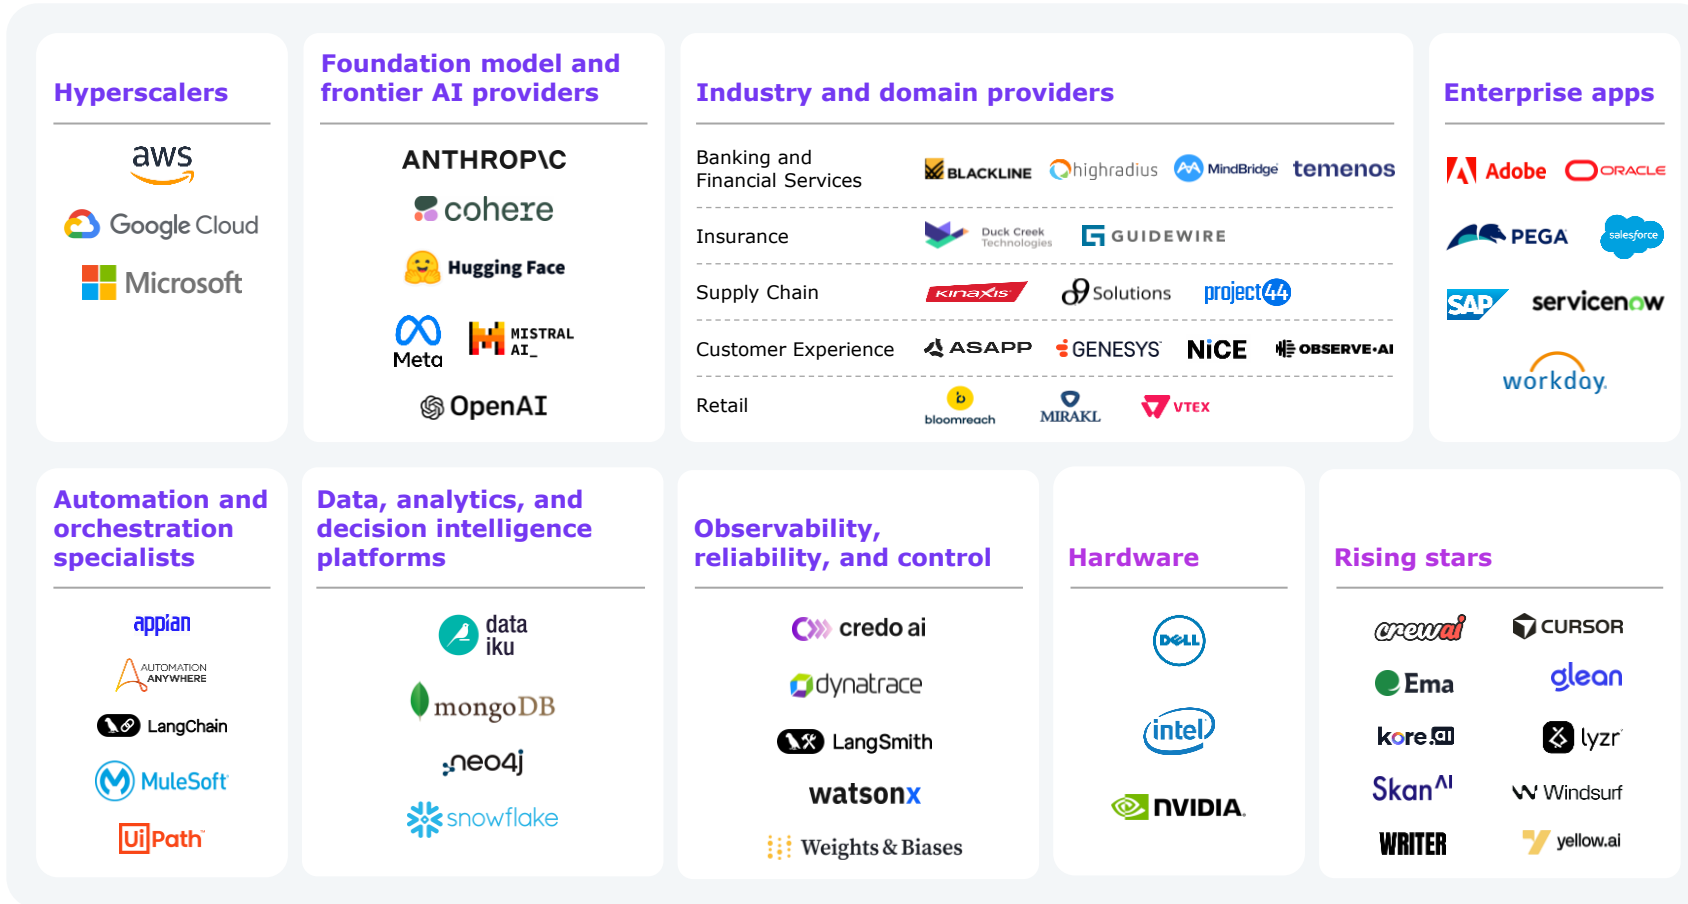 Hyperscalers
aws
Google Cloud
Microsoft
Foundation model and
frontier AI providers
ANTHROP\C
cohere
Hugging Face
Meta
MISTRAL
AI_
OpenAI
Industry and domain providers
Banking and
Financial Services
BLACKLINE
highradius
MindBridge
temenos
Insurance
Duck Creek
Technologies
GUIDEWIRE
Supply Chain
KINAXIS
o9 Solutions
project44
Customer Experience
ASAPP
GENESYS
NiCE
OBSERVE•AI
Retail
bloomreach
MIRAKL
VTEX
Enterprise apps
Adobe
ORACLE
PEGA
salesforce
SAP
servicenow
workday.
Automation and
orchestration
specialists
appian
AUTOMATION
ANYWHERE
LangChain
MuleSoft
UiPath
Data, analytics, and
decision intelligence
platforms
data
iku
mongoDB
neo4j
snowflake
Observability,
reliability, and control
credo ai
dynatrace
LangSmith
watsonx
Weights & Biases
Hardware
DELL
intel
NVIDIA.
Rising stars
crewai
CURSOR
Ema
glean
kore.ai
lyzr
Skan AI
Windsurf
WRITER
yellow.ai